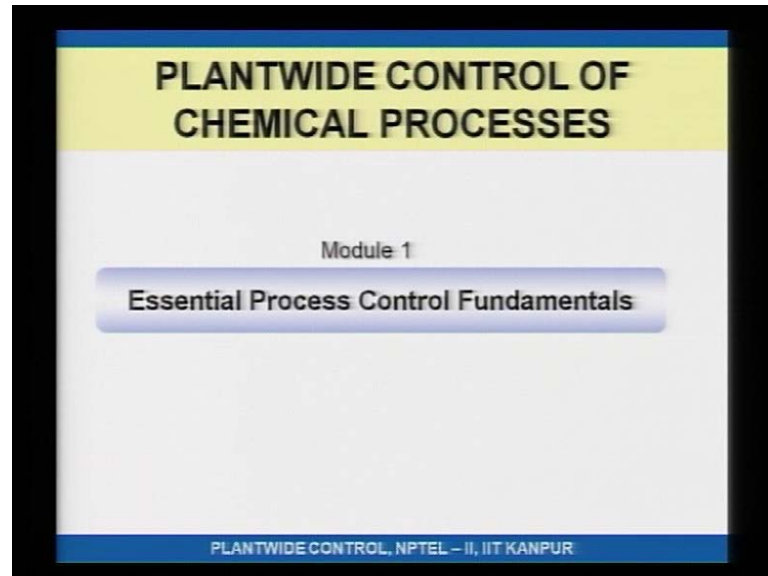 PLANTWIDE CONTROL OF
CHEMICAL PROCESSES
Module 1
Essential Process Control Fundamentals
PLANTWIDE CONTROL, NPTEL – II, IIT KANPUR